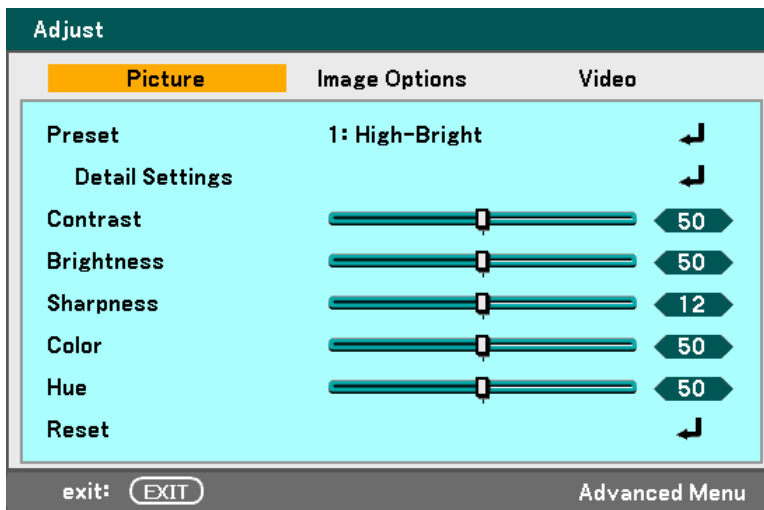 Adjust
Picture Image Options Video
Preset 1: High-Bright
Detail Settings
Contrast 50
Brightness 50
Sharpness 12
Color 50
Hue 50
Reset
exit: EXIT Advanced Menu